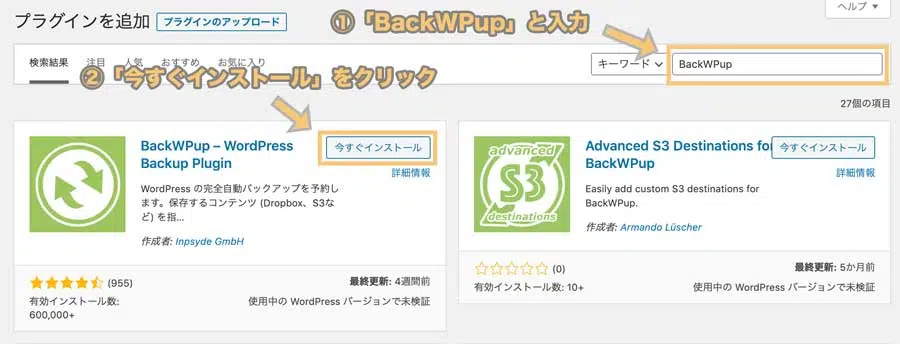 プラグインを追加 プラグインのアップロード
ヘルプ ▼
①「BackWPup」と入力
検索結果 注目 人気 おすすめ お気に入り
キーワード BackWPup
②「今すぐインストール」をクリック
27個の項目
BackWPup – WordPress
Backup Plugin
今すぐインストール
詳細情報
WordPress の完全自動バックアップを予約し
ます。保存するコンテンツ (Dropbox、S3な
ど) を指...
作成者: Inpsyde GmbH
(955)
有効インストール数:
600,000+
最終更新: 4週間前
使用中の WordPress バージョンで未検証
advanced
S3
destinations
Advanced S3 Destinations for
BackWPup
今すぐインストール
詳細情報
Easily add custom S3 destinations for
BackWPup.
作成者: Armando Lüscher
(0)
有効インストール数: 10+
最終更新: 5か月前
使用中の WordPress バージョンで未検証